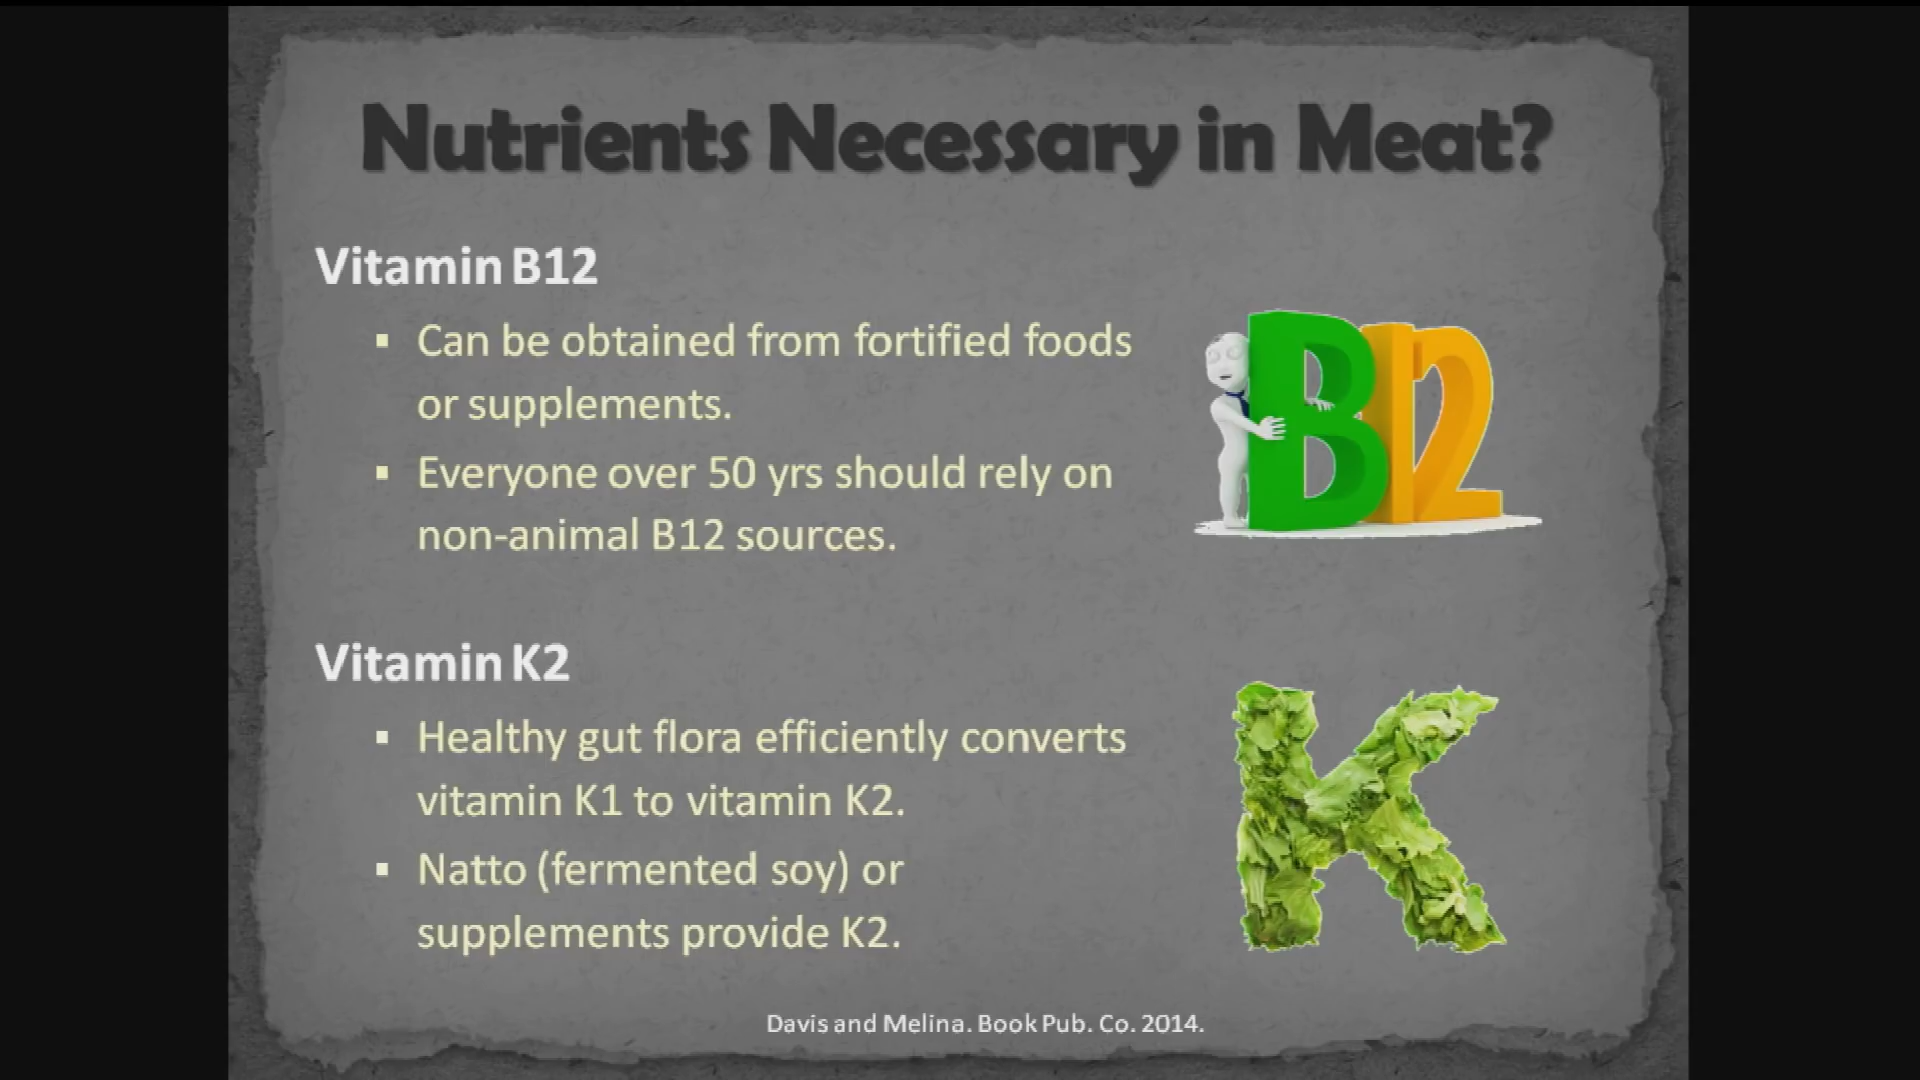 Nutrients Necessary in Meat?
Vitamin B12
▪ Can be obtained from fortified foods
or supplements.
▪ Everyone over 50 yrs should rely on
non-animal B12 sources.
B12
Vitamin K2
▪ Healthy gut flora efficiently converts
vitamin K1 to vitamin K2.
▪ Natto (fermented soy) or
supplements provide K2.
K
Davis and Melina. Book Pub. Co. 2014.